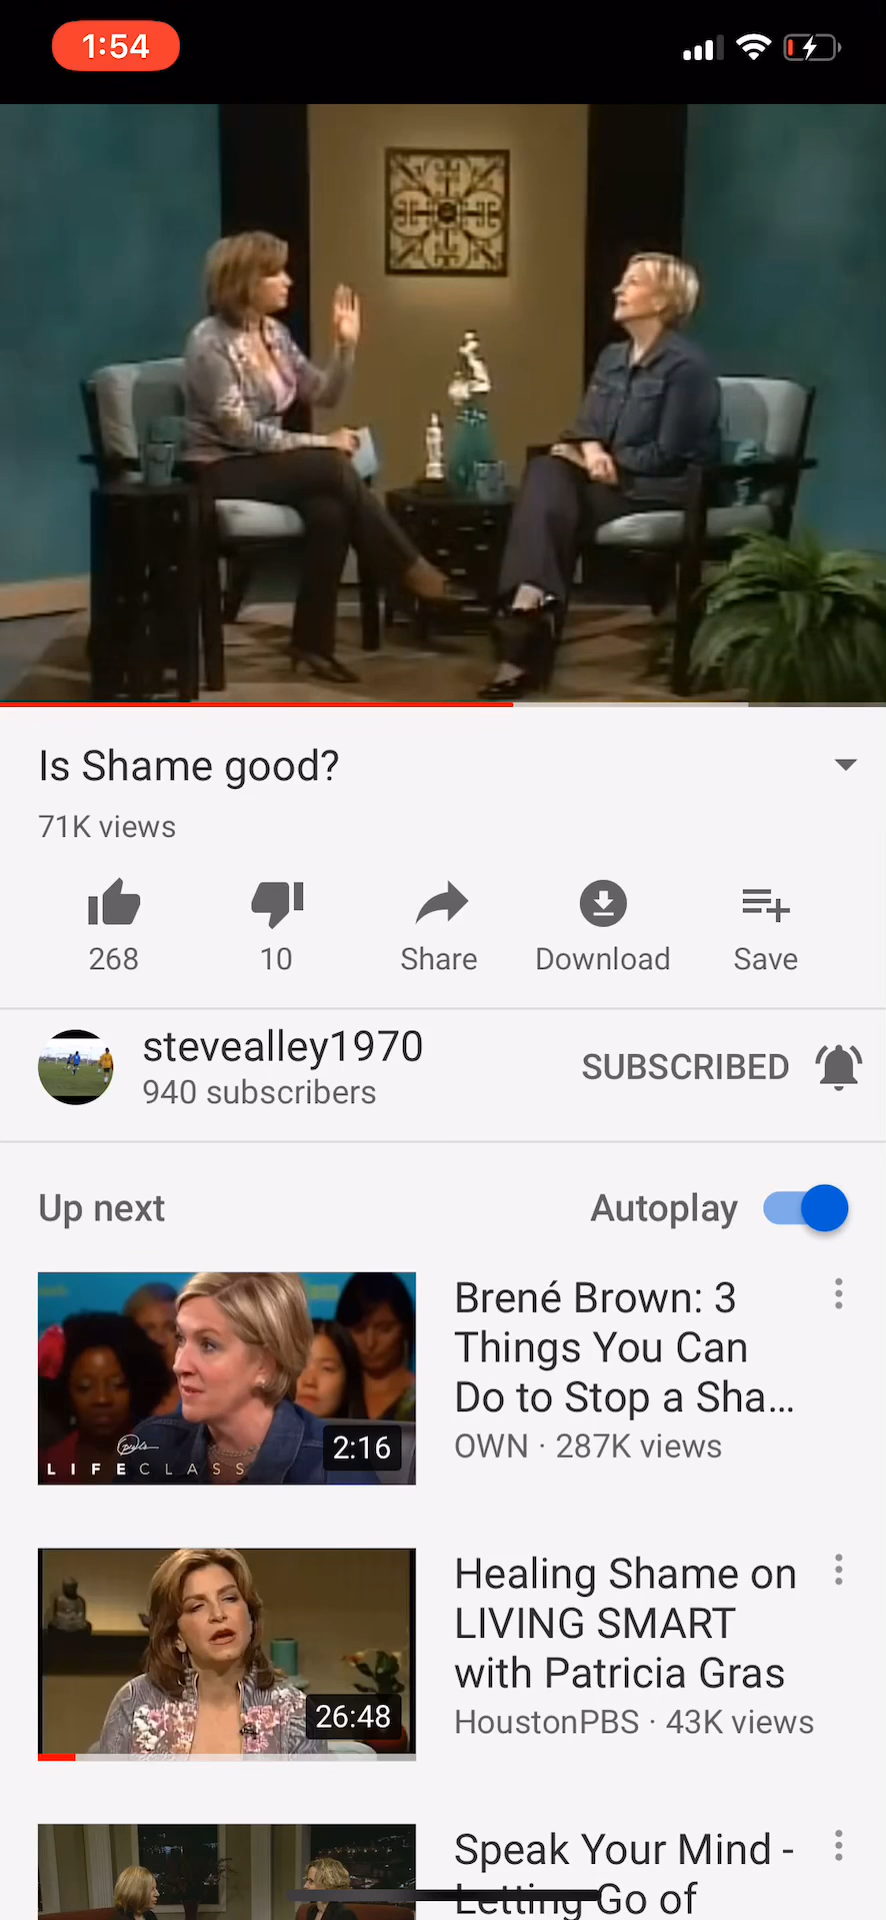 1:54
Is Shame good?
71K views
268
10
Share
Download
Save
stevealley1970
940 subscribers
SUBSCRIBED
Up next
Autoplay
Brené Brown: 3
Things You Can
Do to Stop a Sha...
OWN · 287K views
LIFECLASS
2:16
Healing Shame on
LIVING SMART
with Patricia Gras
HoustonPBS · 43K views
26:48
Speak Your Mind -
Letting Go of